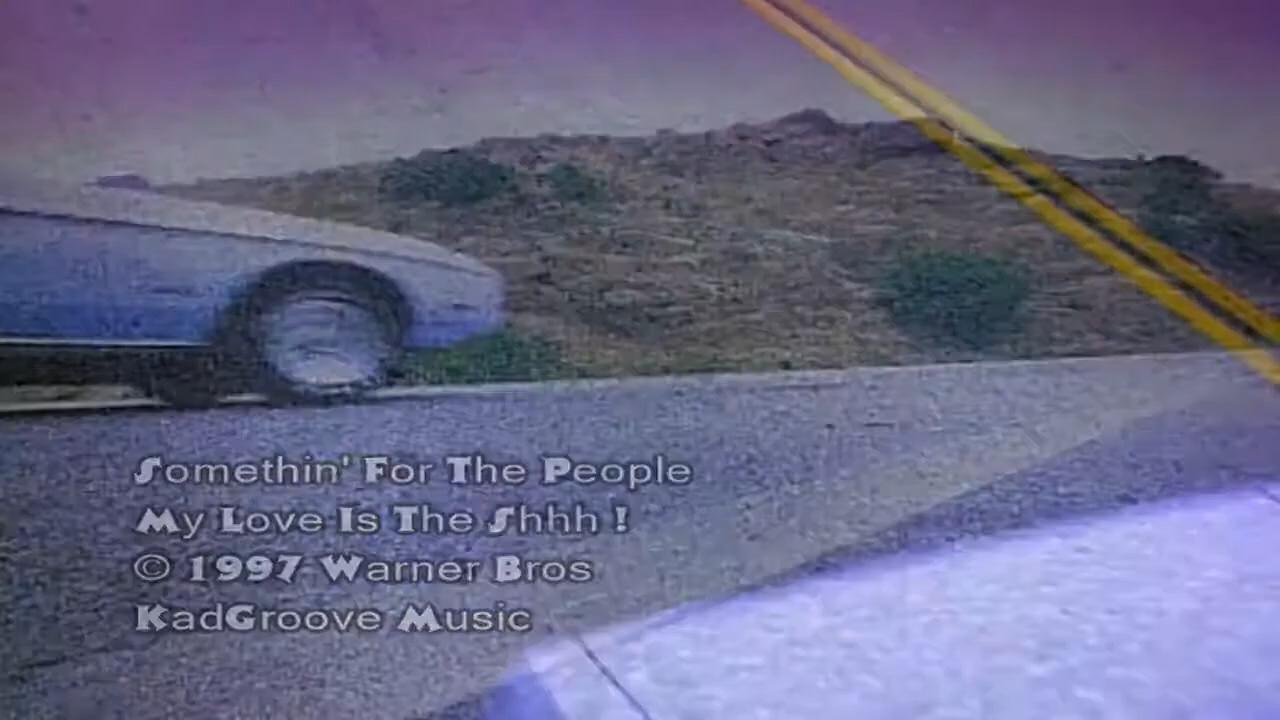 Somethin' For The People
My Love Is The Shhh !
© 1997 Warner Bros
KadGroove Music